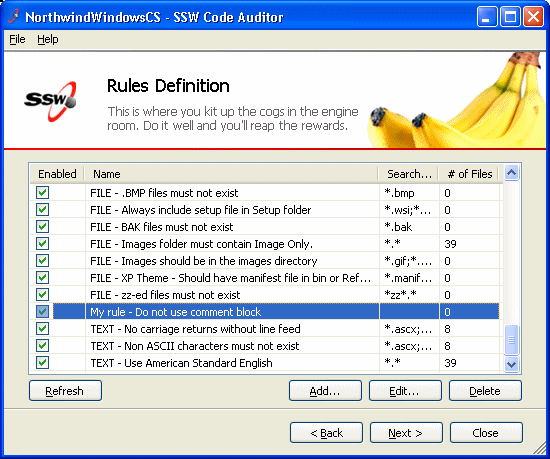 NorthwindWindowsCS - SSW Code Auditor
File Help
SSW
Rules Definition
This is where you kit up the cogs in the engine
room. Do it well and you'll reap the rewards.
Enabled Name Search... # of Files
FILE - .BMP files must not exist *.bmp 0
FILE - Always include setup file in Setup folder *.wsi;*... 0
FILE - BAK files must not exist *.bak 0
FILE - Images folder must contain Image Only. *.* 39
FILE - Images should be in the images directory *.gif;*.... 0
FILE - XP Theme - Should have manifest file in bin or Ref... *.manif... 0
FILE - zz-ed files must not exist *zz*.* 0
My rule - Do not use comment block 0
TEXT - No carriage returns without line feed *.ascx;... 8
TEXT - Non ASCII characters must not exist *.ascx;... 8
TEXT - Use American Standard English *.* 39
Refresh Add... Edit... Delete
< Back Next > Close